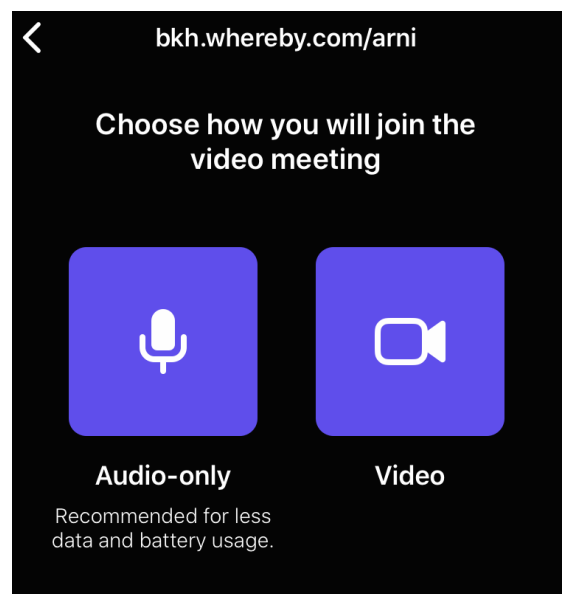 bkh.whereby.com/arni
Choose how you will join the
video meeting
Audio-only
Recommended for less
data and battery usage.
Video